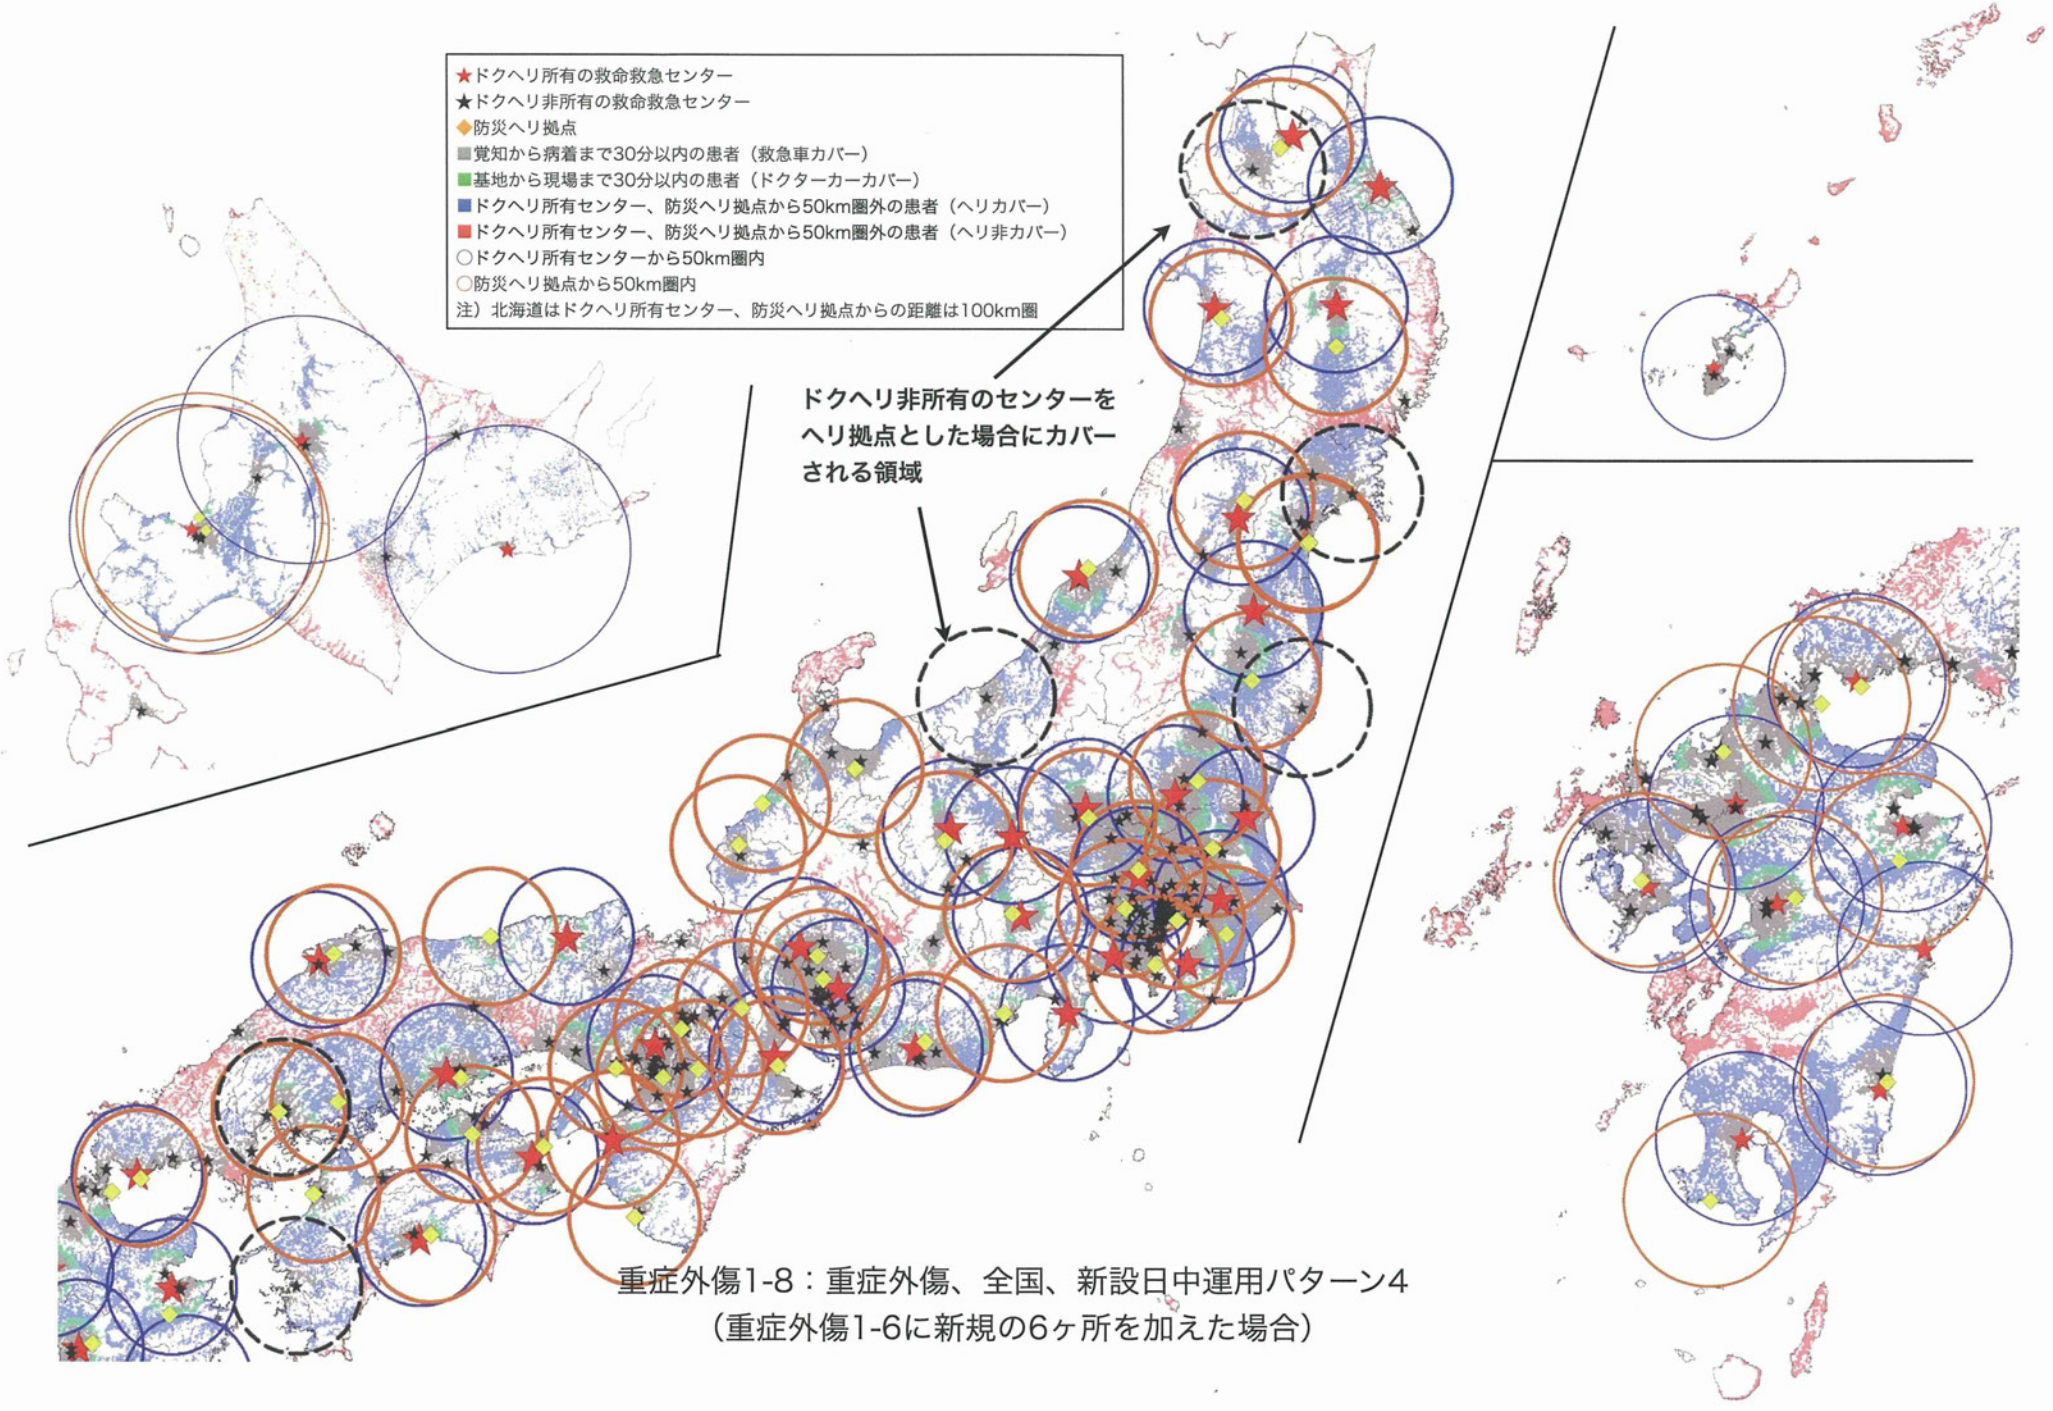 ドクヘリ所有の救命救急センター
ドクヘリ非所有の救命救急センター
防災ヘリ拠点
覚知から病着まで30分以内の患者（救急車カバー）
基地から現場まで30分以内の患者（ドクターカーカバー）
ドクヘリ所有センター、防災ヘリ拠点から50km圏外の患者（ヘリカバー）
ドクヘリ所有センター、防災ヘリ拠点から50km圏外の患者（ヘリ非カバー）
ドクヘリ所有センターから50km圏内
防災ヘリ拠点から50km圏内
注）北海道はドクヘリ所有センター、防災ヘリ拠点からの距離は100km圏
ドクヘリ非所有のセンターを
ヘリ拠点とした場合にカバー
される領域
重症外傷1-8：重症外傷、全国、新設日中運用パターン4
（重症外傷1-6に新規の6ヶ所を加えた場合）